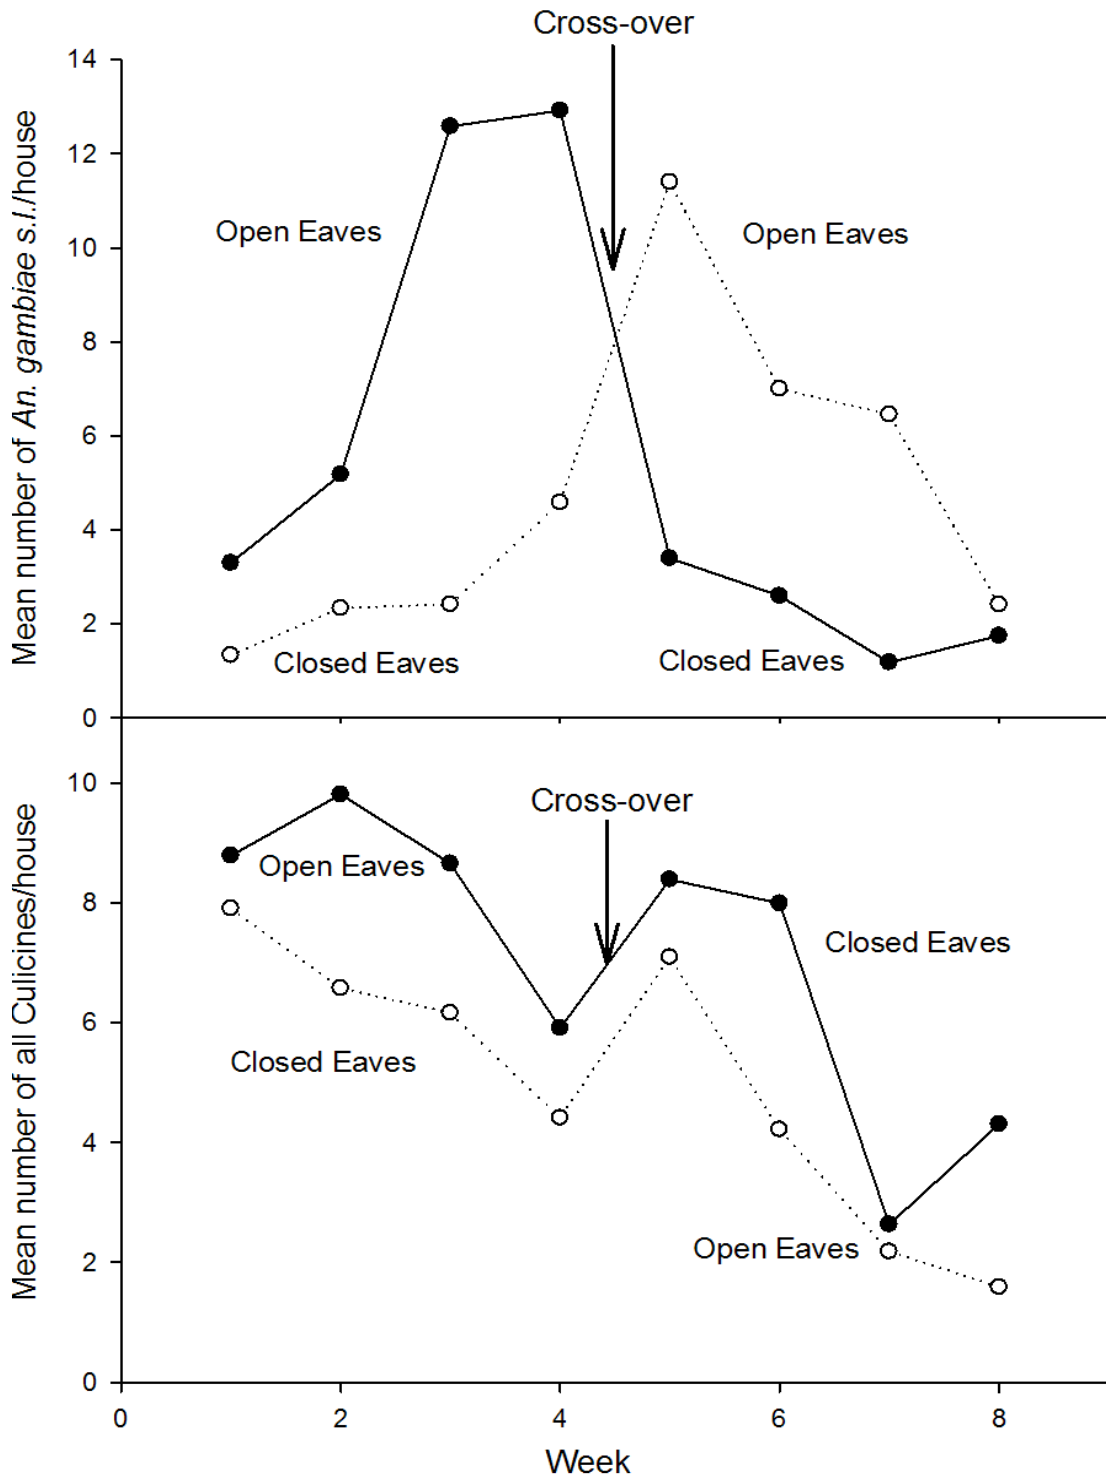 Cross-over
14
12
10
8
6
4
2
0
Mean number of An. gambiae s.l./house
Open Eaves
Open Eaves
Closed Eaves
Closed Eaves
10
8
6
4
2
0
Mean number of all Culicines/house
Cross-over
Open Eaves
Closed Eaves
Closed Eaves
Open Eaves
0 2 4 6 8
Week